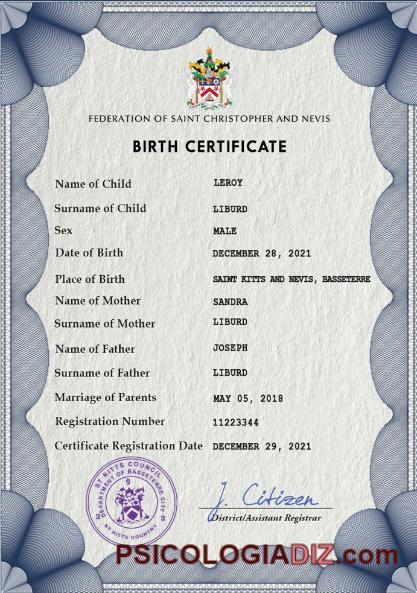 FEDERATION OF SAINT CHRISTOPHER AND NEVIS
BIRTH CERTIFICATE
Name of Child LEROY
Surname of Child LIBURD
Sex MALE
Date of Birth DECEMBER 28, 2021
Place of Birth SAINT KITTS AND NEVIS, BASSETERRE
Name of Mother SANDRA
Surname of Mother LIBURD
Name of Father JOSEPH
Surname of Father LIBURD
Marriage of Parents MAY 05, 2018
Registration Number 11223344
Certificate Registration Date DECEMBER 29, 2021
ST KITTS COUNCIL
DEPARTMENT OF BASSETERRE CITY
ST KITTS COUNTRY
J. Citizen
District/Assistant Registrar
PSICOLOGIADIZ.com